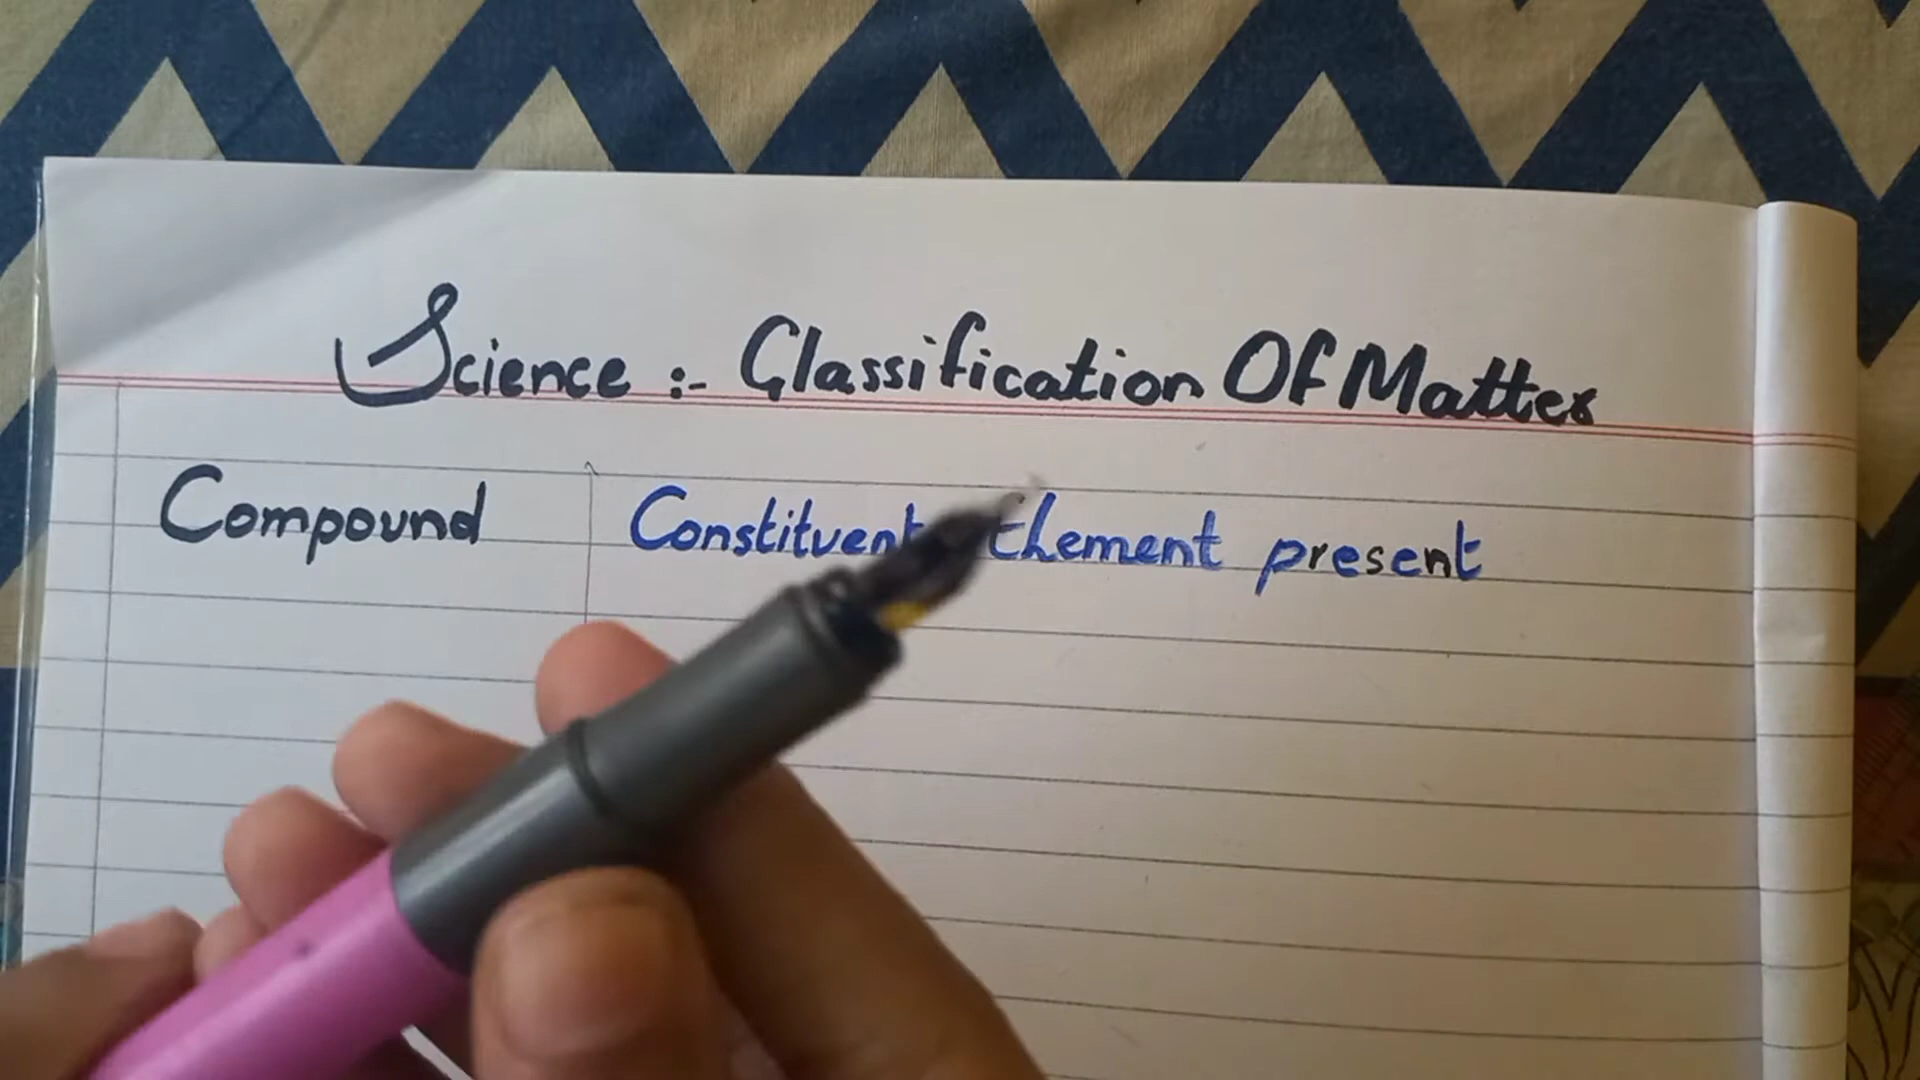 Science :- Classification Of Matter
Compound
Constituent Element present